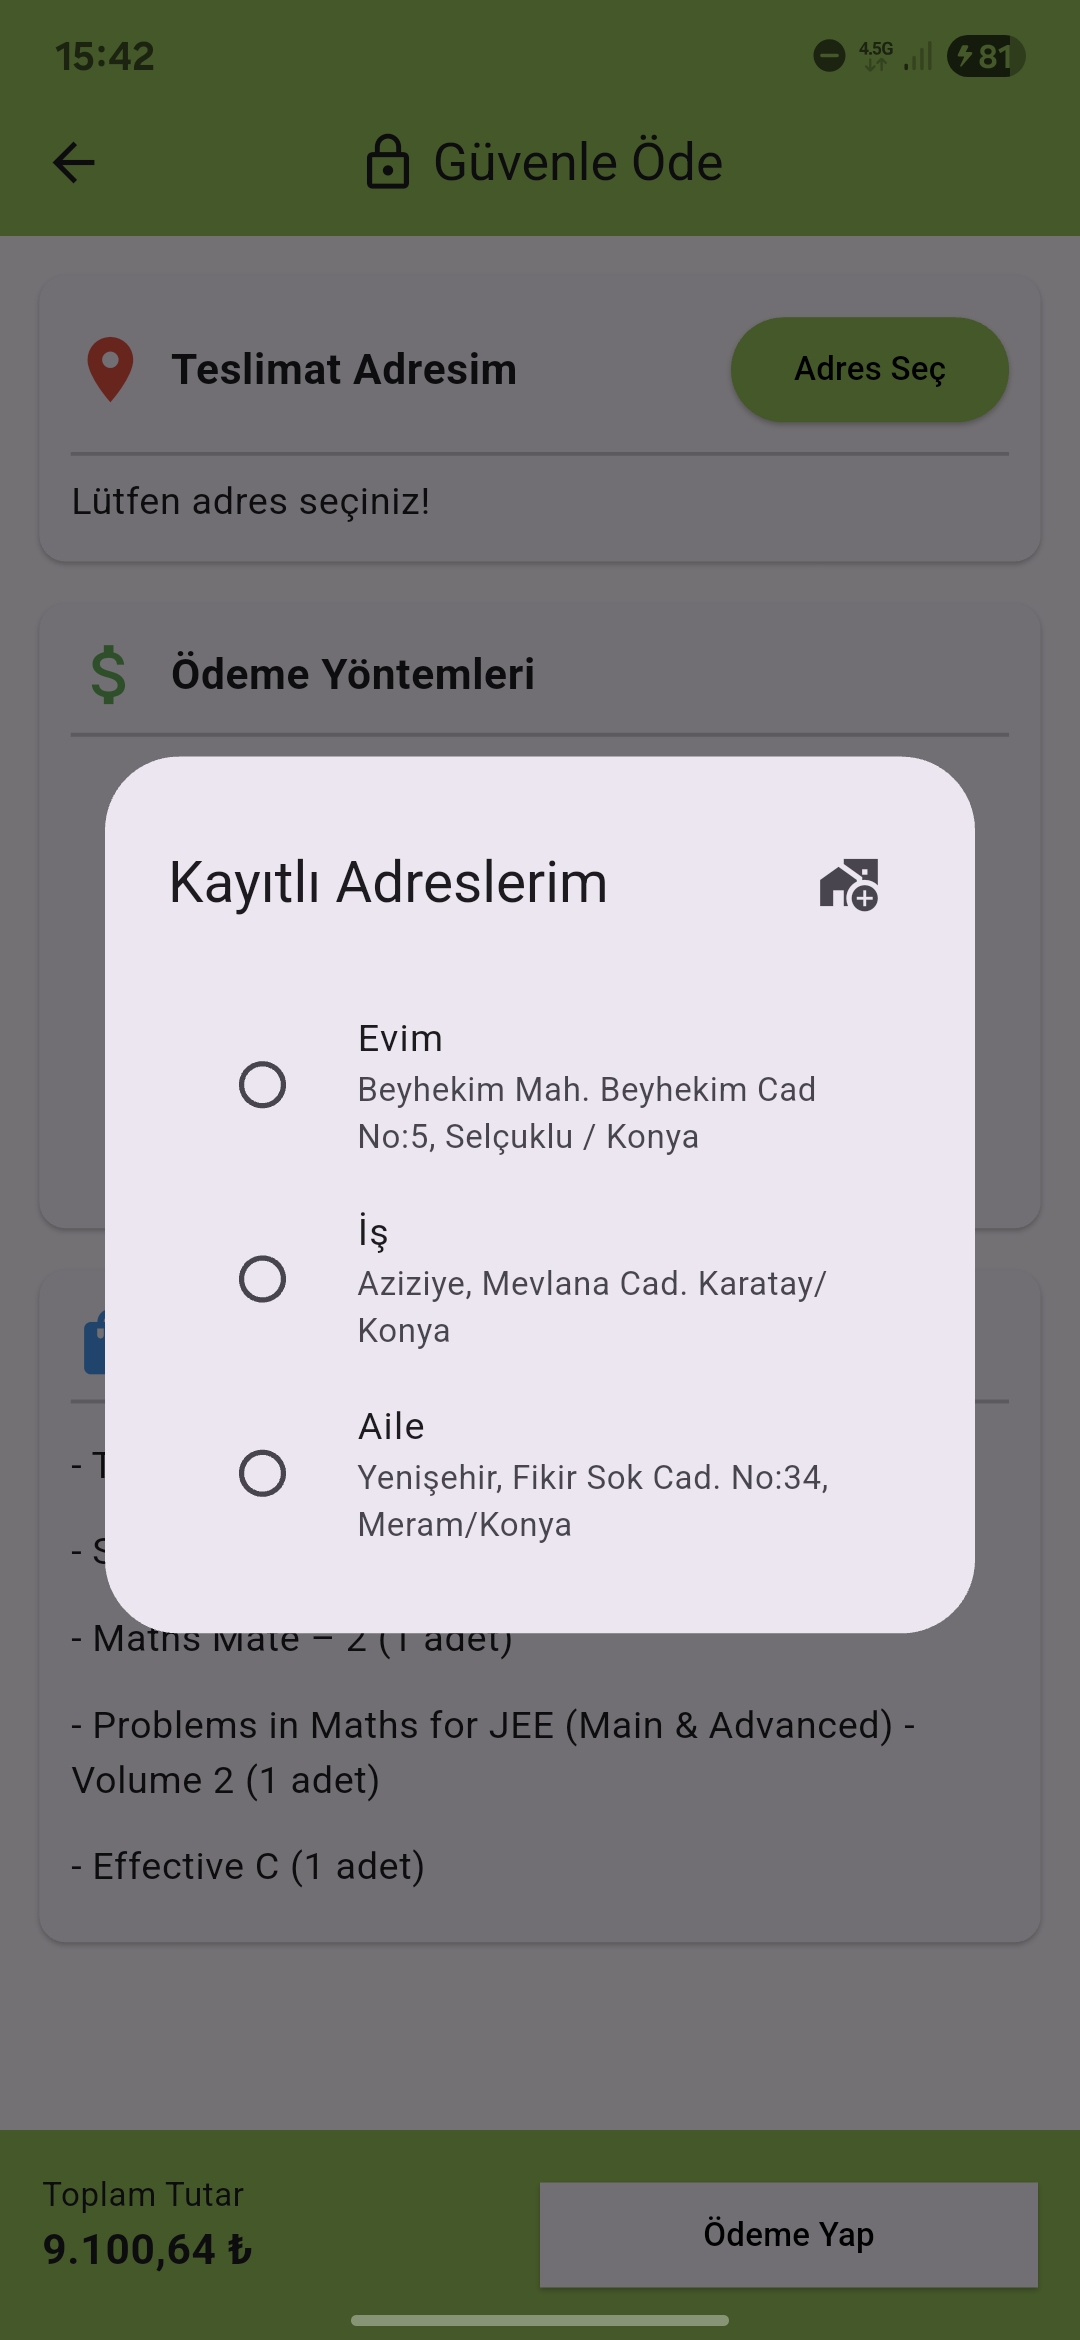 15:42
4.5G
81
Güvenle Öde
Teslimat Adresim
Adres Seç
Lütfen adres seçiniz!
Ödeme Yöntemleri
Kayıtlı Adreslerim
Evim
Beyhekim Mah. Beyhekim Cad
No:5, Selçuklu / Konya
İş
Aziziye, Mevlana Cad. Karatay/
Konya
Aile
Yenişehir, Fikir Sok Cad. No:34,
Meram/Konya
- Maths Mate – 2 (1 adet)
- Problems in Maths for JEE (Main & Advanced) -
Volume 2 (1 adet)
- Effective C (1 adet)
Toplam Tutar
9.100,64 ₺
Ödeme Yap